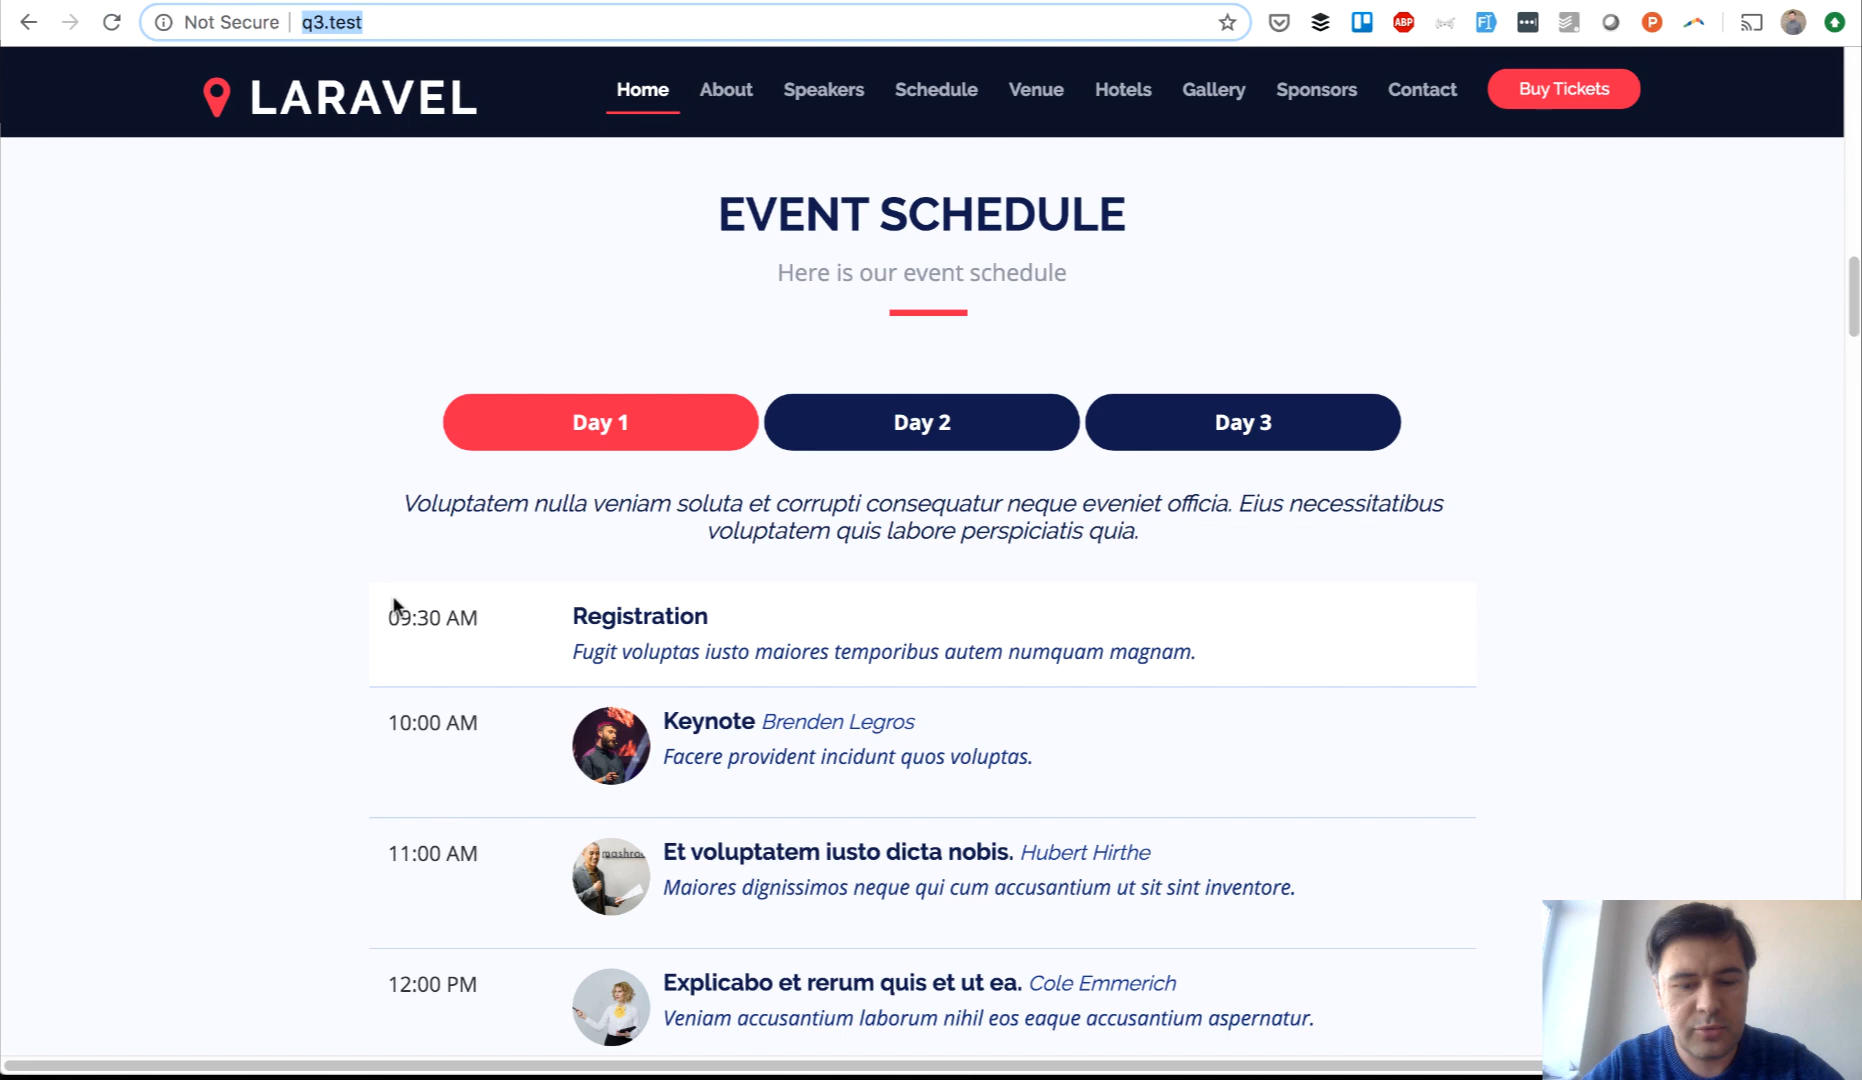 Not Secure | q3.test
ABP
P
LARAVEL
Home About Speakers Schedule Venue Hotels Gallery Sponsors Contact Buy Tickets
EVENT SCHEDULE
Here is our event schedule
Day 1 Day 2 Day 3
Voluptatem nulla veniam soluta et corrupti consequatur neque eveniet officia. Eius necessitatibus
voluptatem quis labore perspiciatis quia.
09:30 AM Registration
Fugit voluptas iusto maiores temporibus autem numquam magnam.
10:00 AM Keynote Brenden Legros
Facere provident incidunt quos voluptas.
11:00 AM Et voluptatem iusto dicta nobis. Hubert Hirthe
Maiores dignissimos neque qui cum accusantium ut sit sint inventore.
12:00 PM Explicabo et rerum quis et ut ea. Cole Emmerich
Veniam accusantium laborum nihil eos eaque accusantium aspernatur.